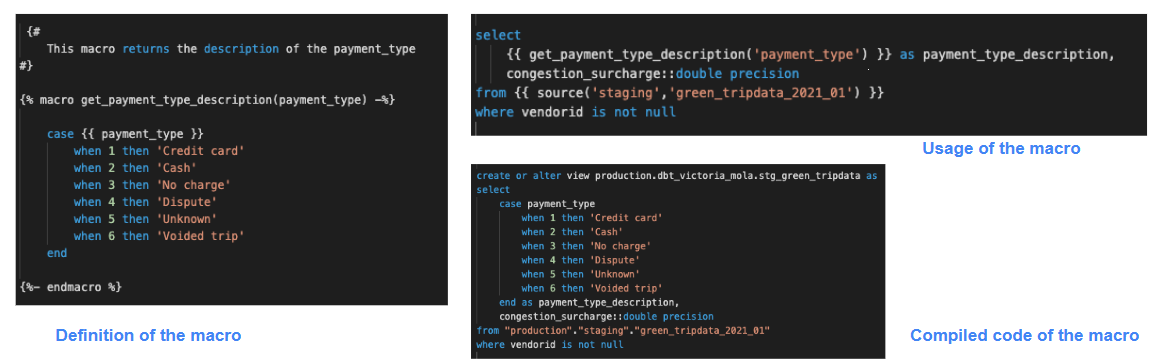 {#
This macro returns the description of the payment_type
#}
{% macro get_payment_type_description(payment_type) -%}
case {{ payment_type }}
when 1 then 'Credit card'
when 2 then 'Cash'
when 3 then 'No charge'
when 4 then 'Dispute'
when 5 then 'Unknown'
when 6 then 'Voided trip'
end
{%- endmacro %}
Definition of the macro
select
{{ get_payment_type_description('payment_type') }} as payment_type_description,
congestion_surcharge::double precision
from {{ source('staging','green_tripdata_2021_01') }}
where vendorid is not null
Usage of the macro
create or alter view production.dbt_victoria_mola.stg_green_tripdata as
select
case payment_type
when 1 then 'Credit card'
when 2 then 'Cash'
when 3 then 'No charge'
when 4 then 'Dispute'
when 5 then 'Unknown'
when 6 then 'Voided trip'
end as payment_type_description,
congestion_surcharge::double precision
from "production"."staging"."green_tripdata_2021_01"
where vendorid is not null
Compiled code of the macro